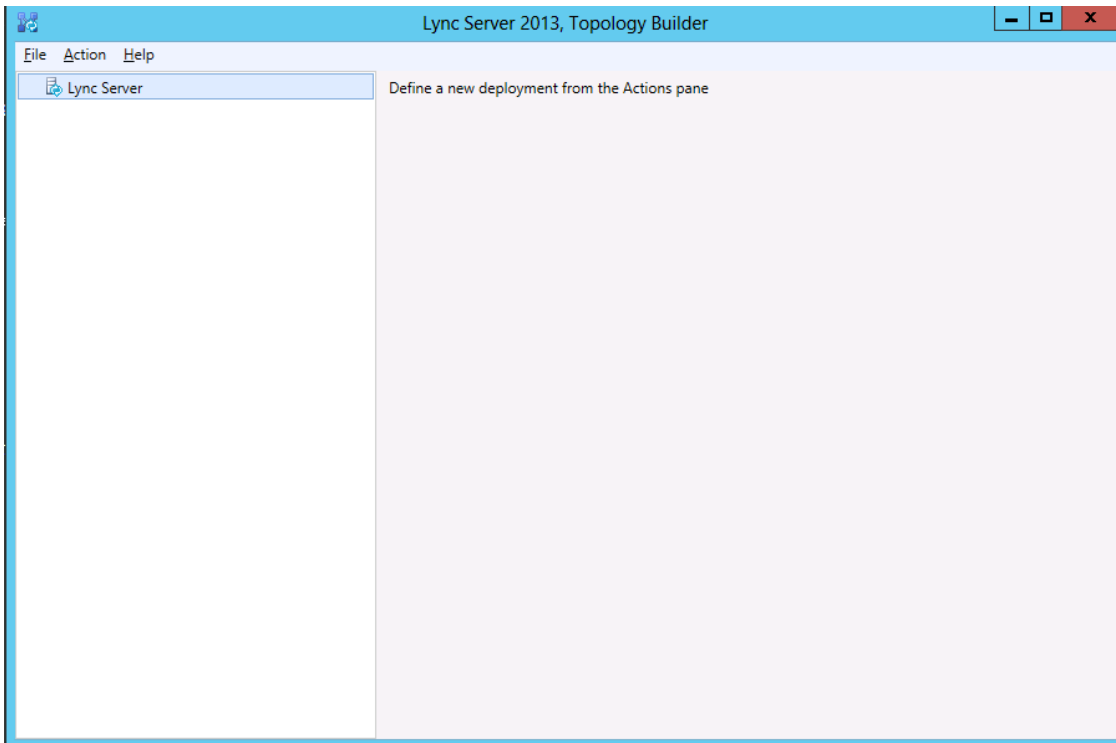 Lync Server 2013, Topology Builder
File Action Help
Lync Server
Define a new deployment from the Actions pane